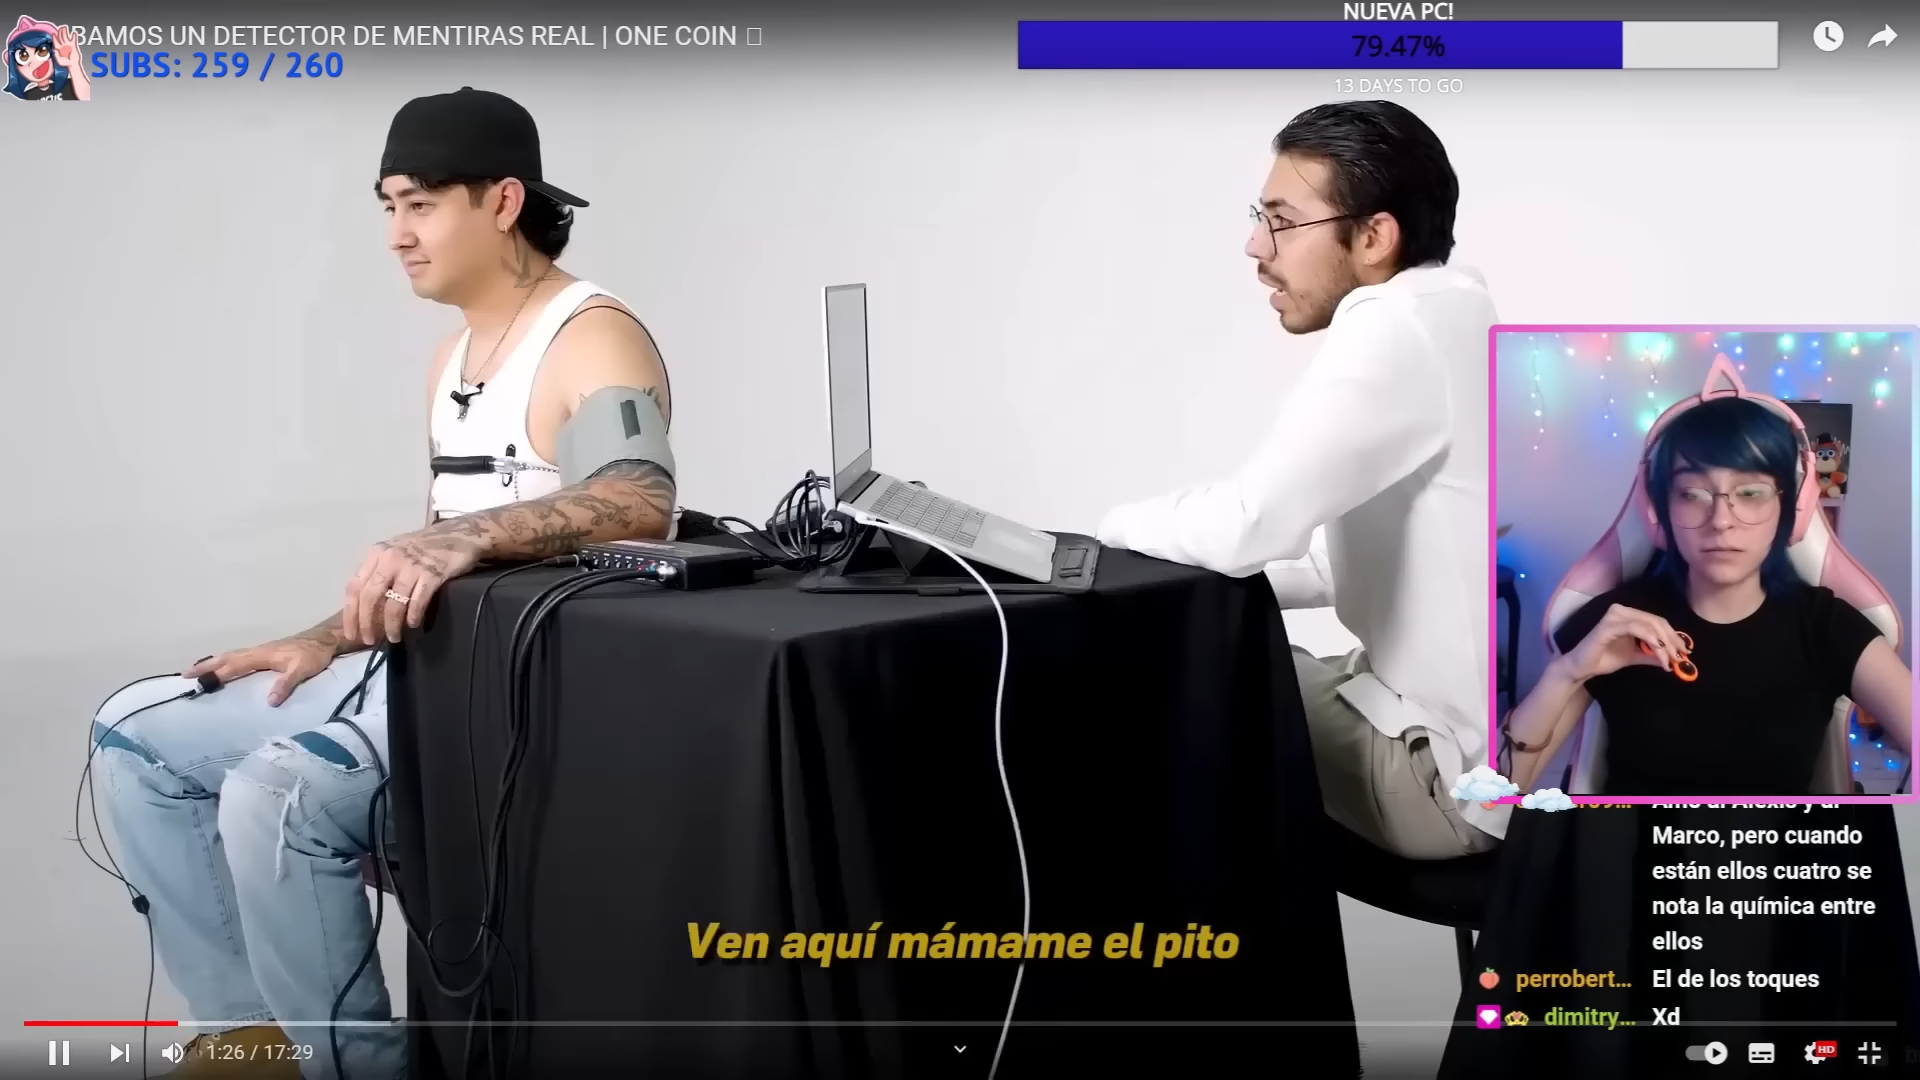 BAMOS UN DETECTOR DE MENTIRAS REAL | ONE COIN
SUBS: 259 / 260
NUEVA PC!
79.47%
13 DAYS TO GO
Marco, pero cuando
están ellos cuatro se
nota la química entre
ellos
perrobert... El de los toques
dimitry... Xd
Ven aquí mámame el pito
1:26 / 17:29
HD